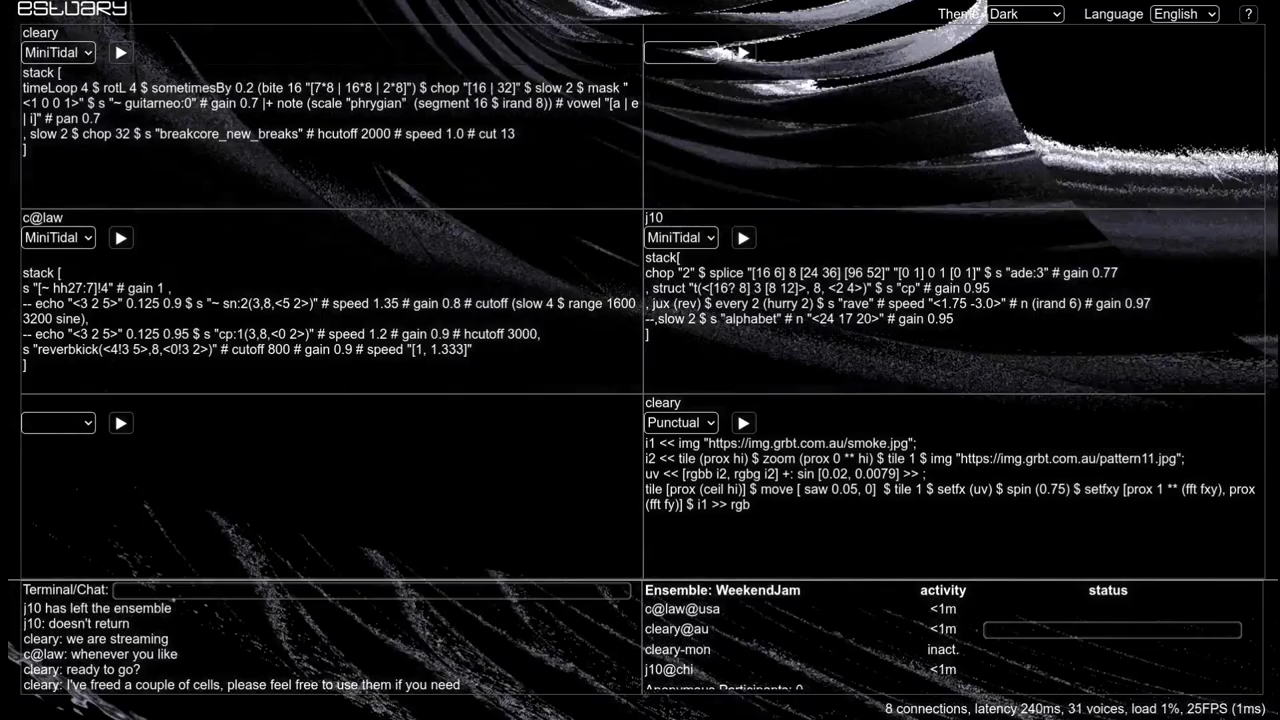 estuary
Theme Dark Language English ?
cleary
MiniTidal
stack [
timeLoop 4 $ rotL 4 $ sometimesBy 0.2 (bite 16 "[7*8 | 16*8 | 2*8]") $ chop "[16 | 32]" $ slow 2 $ mask "
<1 0 0 1>" $ s "~ guitarneo:0" # gain 0.7 |+ note (scale "phrygian" (segment 16 $ irand 8)) # vowel "[a | e
| i]" # pan 0.7
, slow 2 $ chop 32 $ s "breakcore_new_breaks" # hcutoff 2000 # speed 1.0 # cut 13
]
c@law
MiniTidal
stack [
s "[~ hh27:7]!4" # gain 1 ,
-- echo "<3 2 5>" 0.125 0.9 $ s "~ sn:2(3,8,<5 2>)" # speed 1.35 # gain 0.8 # cutoff (slow 4 $ range 1600
3200 sine),
-- echo "<3 2 5>" 0.125 0.95 $ s "cp:1(3,8,<0 2>)" # speed 1.2 # gain 0.9 # hcutoff 3000,
s "reverbkick(<4!3 5>,8,<0!3 2>)" # cutoff 800 # gain 0.9 # speed "[1, 1.333]"
]
j10
MiniTidal
stack[
chop "2" $ splice "[16 6] 8 [24 36] [96 52]" "[0 1] 0 1 [0 1]" $ s "ade:3" # gain 0.77
, struct "t(<[16? 8] 3 [8 12]>, 8, <2 4>)" $ s "cp" # gain 0.95
, jux (rev) $ every 2 (hurry 2) $ s "rave" # speed "<1.75 -3.0>" # n (irand 6) # gain 0.97
--,slow 2 $ s "alphabet" # n "<24 17 20>" # gain 0.95
]
cleary
Punctual
i1 << img "https://img.grbt.com.au/smoke.jpg";
i2 << tile (prox hi) $ zoom (prox 0 ** hi) $ tile 1 $ img "https://img.grbt.com.au/pattern11.jpg";
uv << [rgbb i2, rgbg i2] +: sin [0.02, 0.0079] >> ;
tile [prox (ceil hi)] $ move [ saw 0.05, 0] $ tile 1 $ setfx (uv) $ spin (0.75) $ setfxy [prox 1 ** (fft fxy), prox
(fft fy)] $ i1 >> rgb
Terminal/Chat:
j10 has left the ensemble
j10: doesn't return
cleary: we are streaming
c@law: whenever you like
cleary: ready to go?
cleary: I've freed a couple of cells, please feel free to use them if you need
Ensemble: WeekendJam activity status
c@law@usa <1m
cleary@au <1m
cleary-mon inact.
j10@chi <1m
Anonymous Participants: 0
8 connections, latency 240ms, 31 voices, load 1%, 25FPS (1ms)